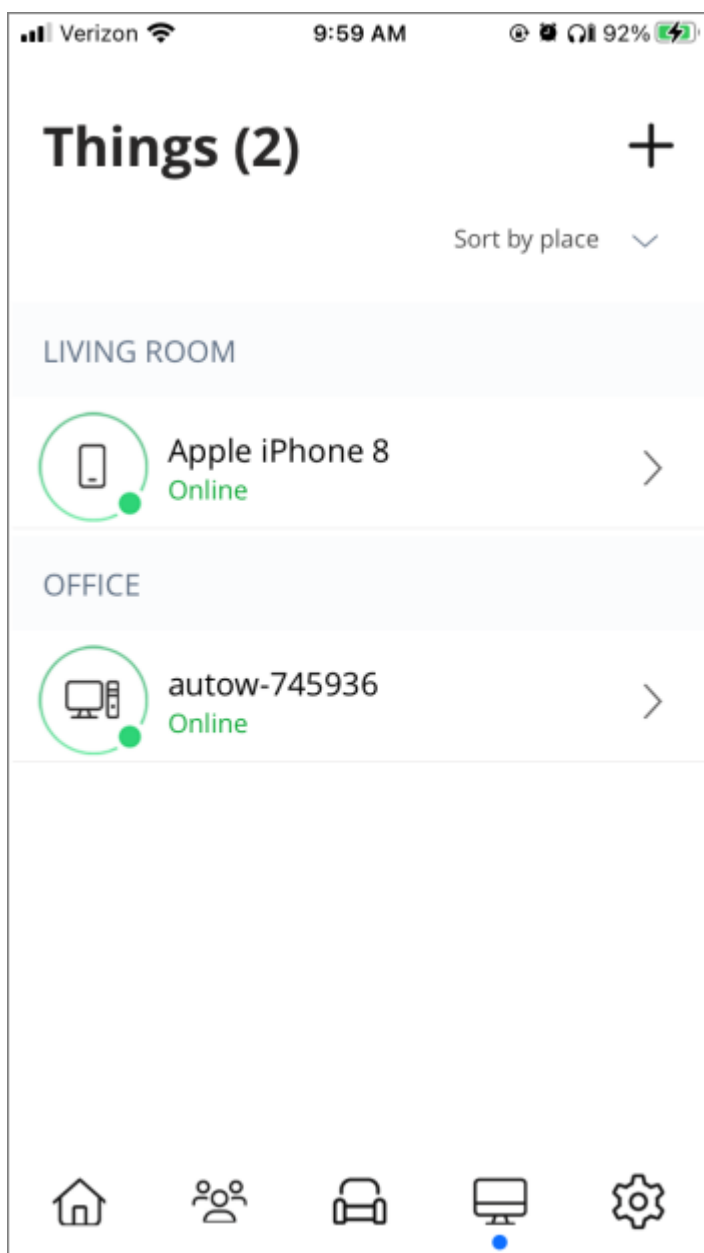 Verizon 9:59 AM 92%
Things (2)
Sort by place
LIVING ROOM
Apple iPhone 8
Online
OFFICE
autow-745936
Online